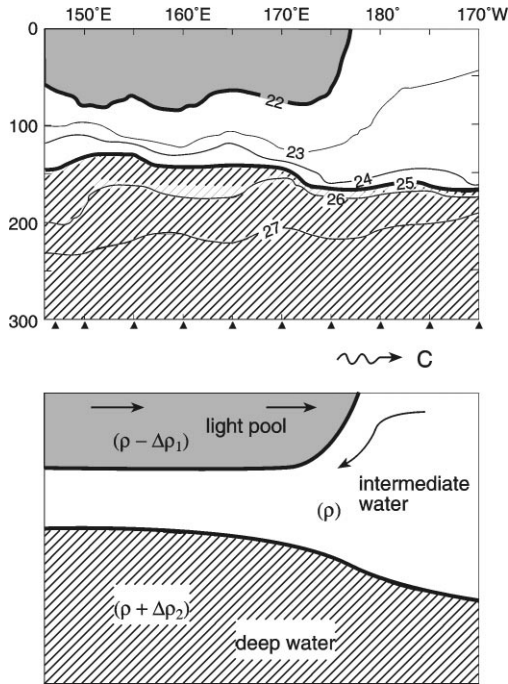 150°E 160°E 170°E 180° 170°W
0
22
100
23
24
25
26
200
27
300
C
light pool
(ρ − Δρ₁)
intermediate
water
(ρ)
(ρ + Δρ₂)
deep water